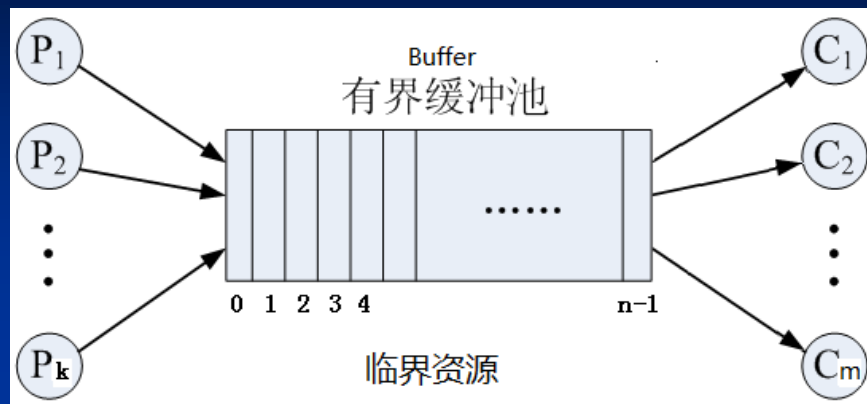 P1 Buffer C1
有界缓冲池
P2 C2
⋮ ...... ⋮
0 1 2 3 4 n-1
Pk 临界资源 Cm